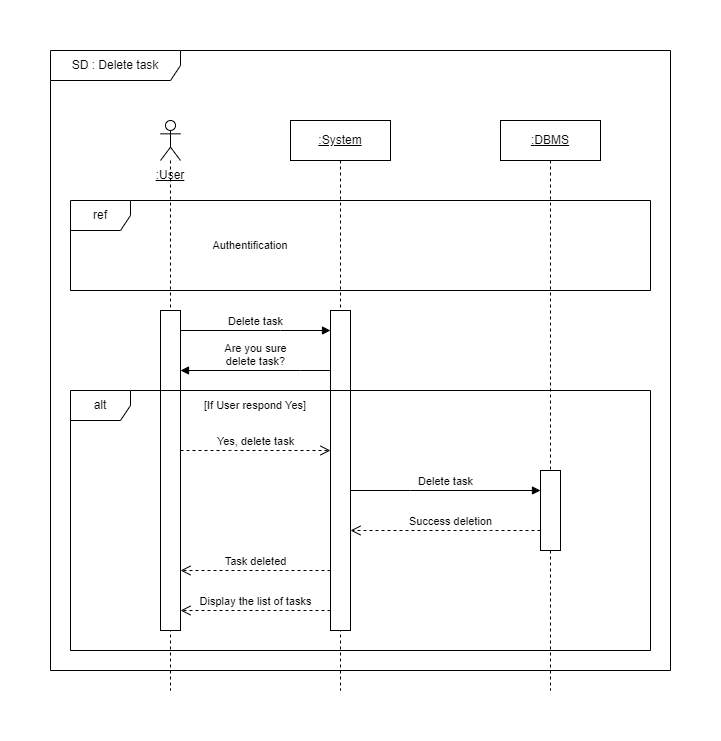 SD : Delete task
:User
:System
:DBMS
ref
Authentification
Delete task
Are you sure
delete task?
alt
[If User respond Yes]
Yes, delete task
Delete task
Success deletion
Task deleted
Display the list of tasks